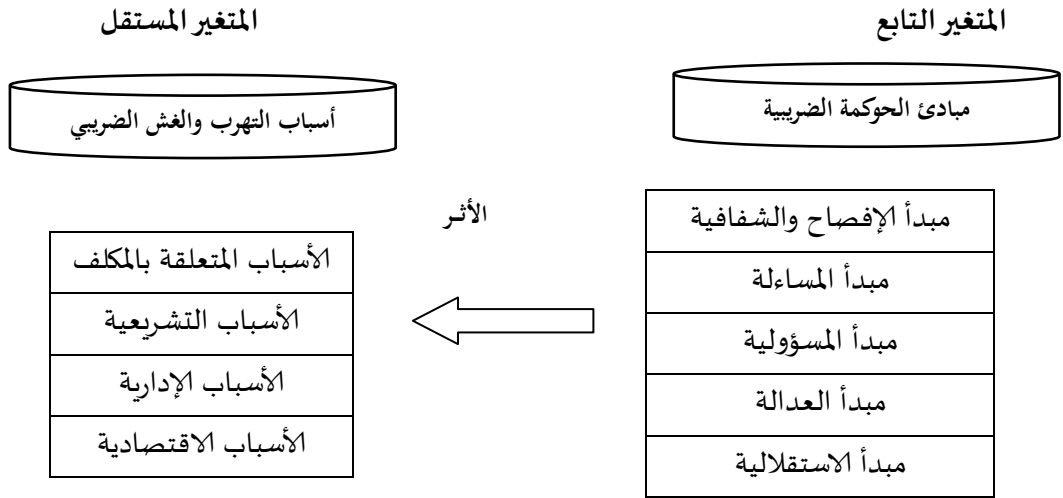 المتغير التابع
المتغير المستقل
مبادئ الحوكمة الضريبية
أسباب التهرب والغش الضريبي
مبدأ الإفصاح والشفافية
مبدأ المساءلة
مبدأ المسؤولية
مبدأ العدالة
مبدأ الاستقلالية
الأثر
الأسباب المتعلقة بالمكلف
الأسباب التشريعية
الأسباب الإدارية
الأسباب الاقتصادية